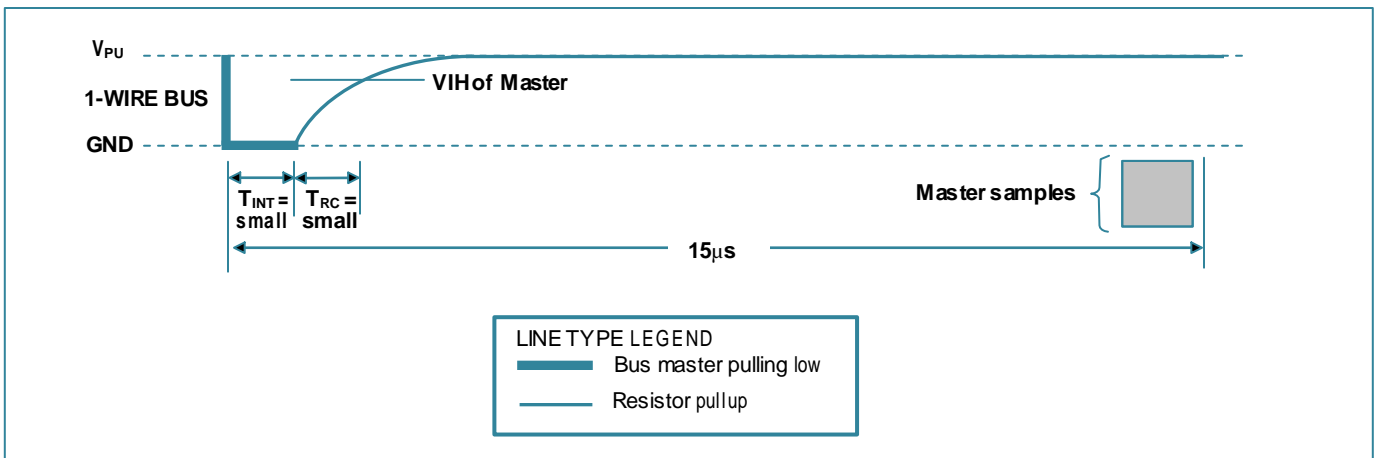 VPU
1-WIRE BUS
VIH of Master
GND
TINT = small
TRC = small
Master samples
15μs
LINE TYPE LEGEND
Bus master pulling low
Resistor pullup